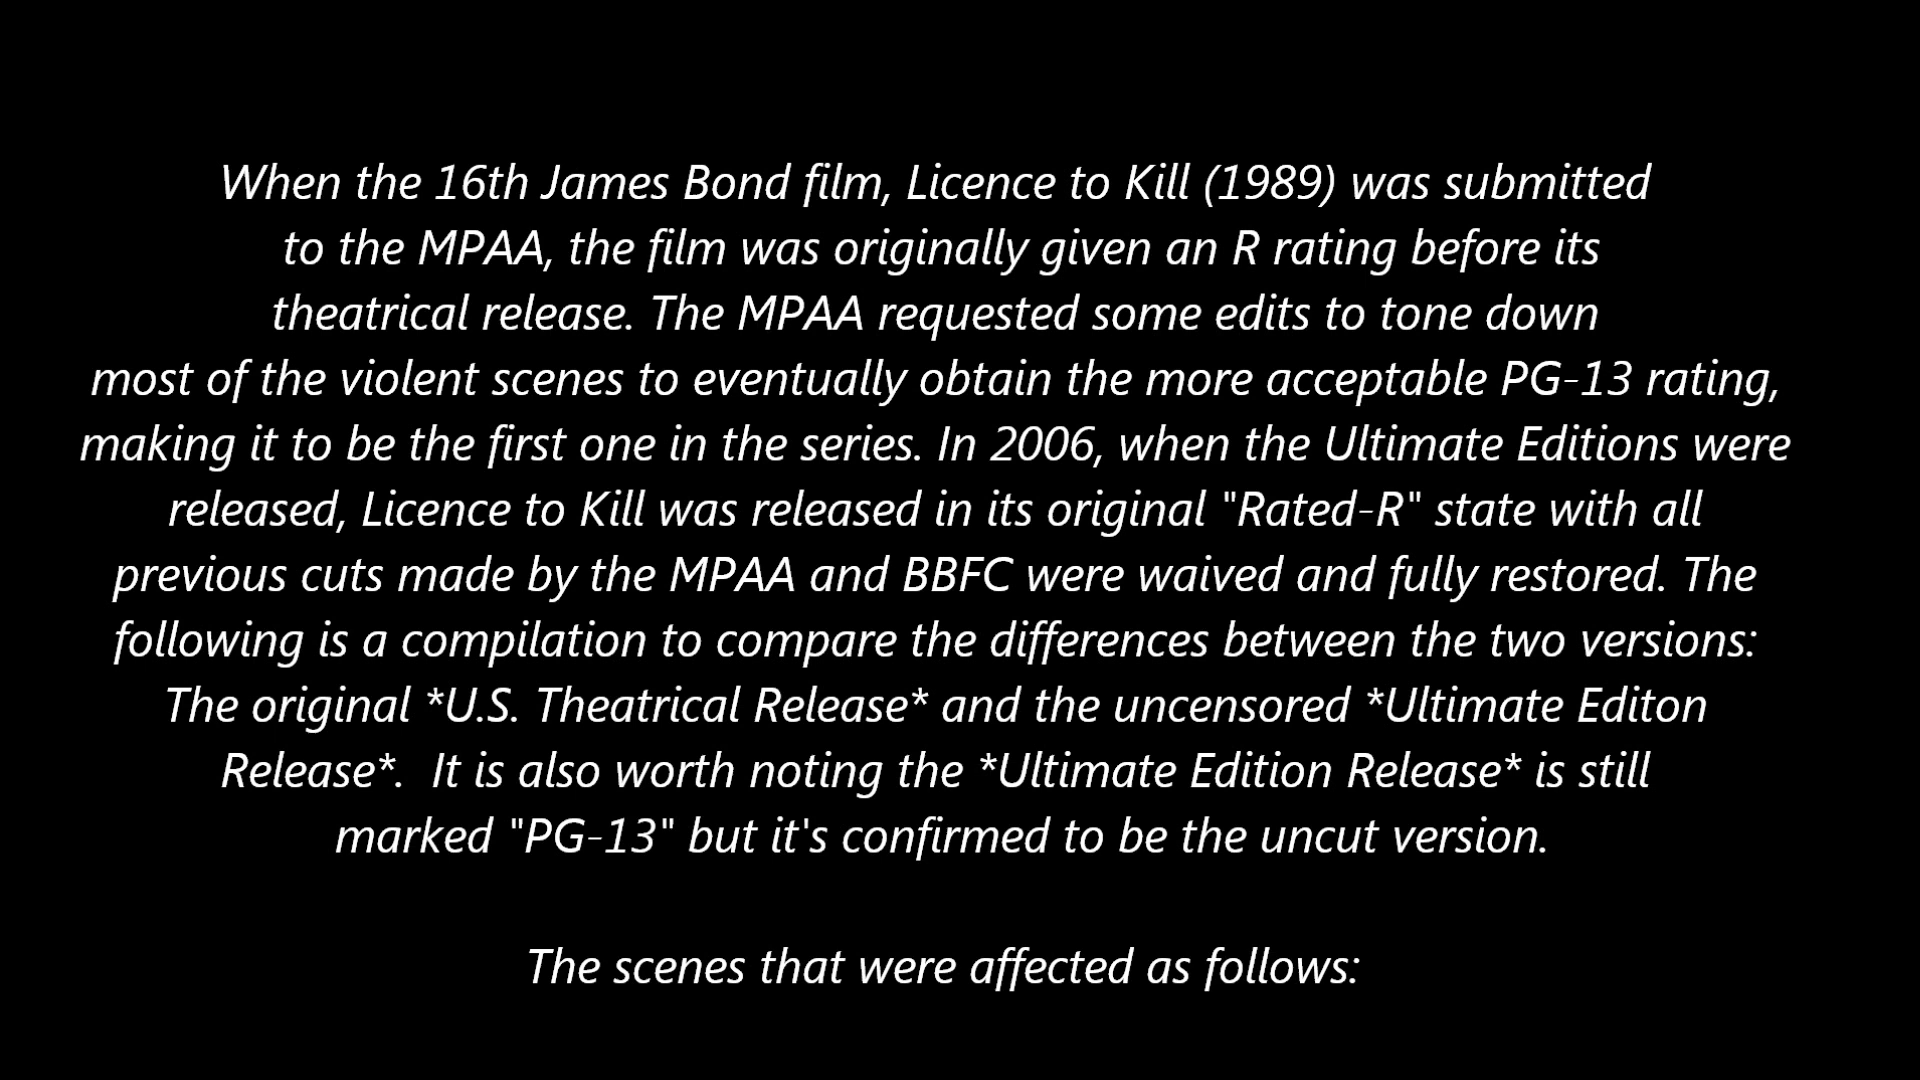 When the 16th James Bond film, Licence to Kill (1989) was submitted
to the MPAA, the film was originally given an R rating before its
theatrical release. The MPAA requested some edits to tone down
most of the violent scenes to eventually obtain the more acceptable PG-13 rating,
making it to be the first one in the series. In 2006, when the Ultimate Editions were
released, Licence to Kill was released in its original "Rated-R" state with all
previous cuts made by the MPAA and BBFC were waived and fully restored. The
following is a compilation to compare the differences between the two versions:
The original *U.S. Theatrical Release* and the uncensored *Ultimate Editon
Release*.  It is also worth noting the *Ultimate Edition Release* is still
marked "PG-13" but it's confirmed to be the uncut version.
The scenes that were affected as follows: